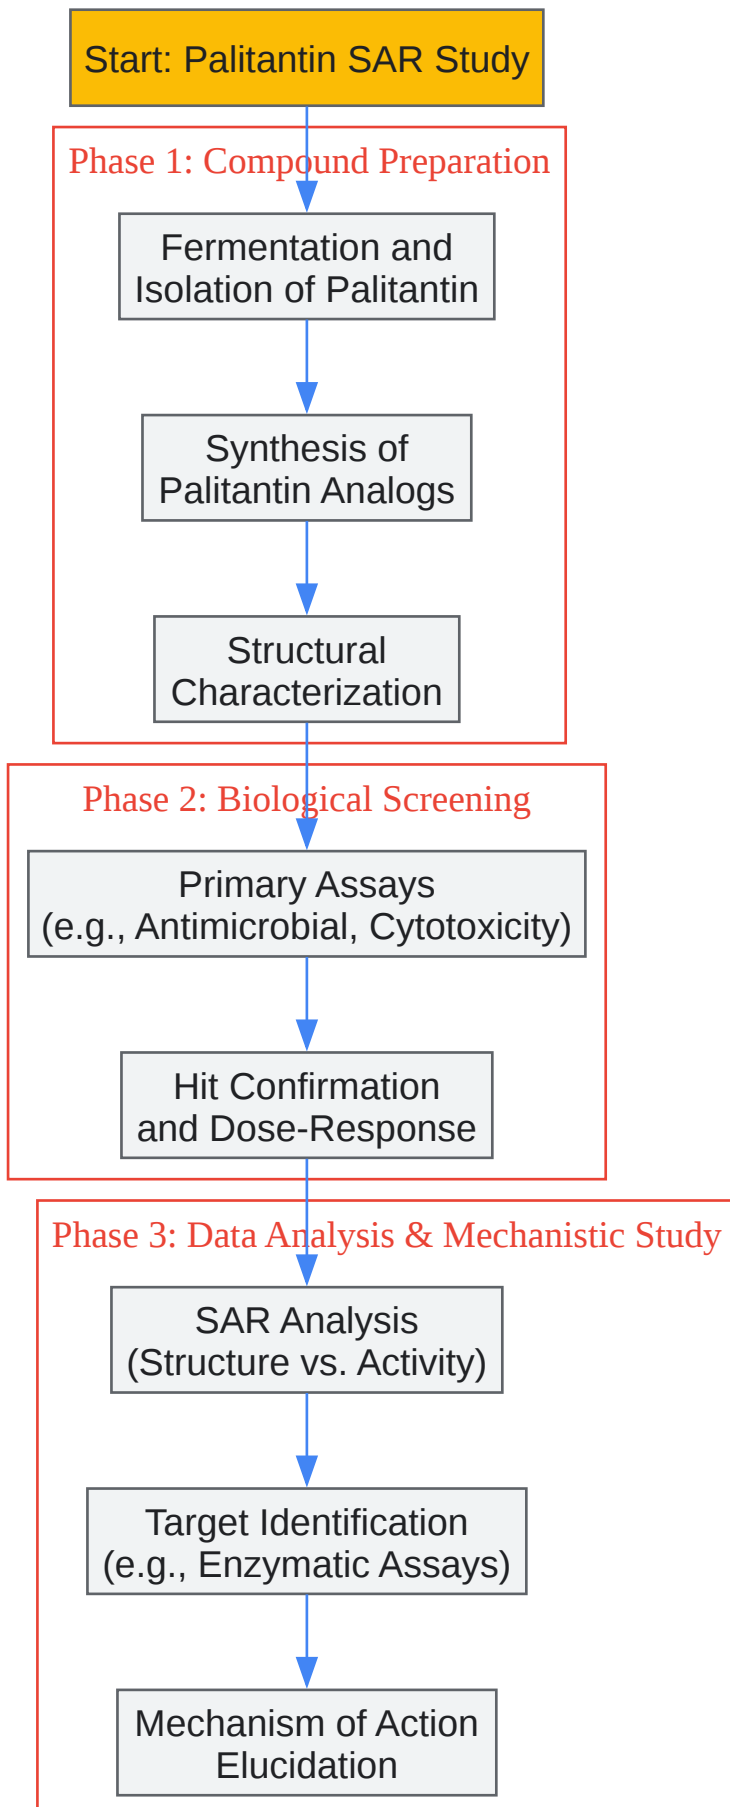 Start: Palitantin SAR Study
Phase 1: Compound Preparation
Fermentation and
Isolation of Palitantin
Synthesis of
Palitantin Analogs
Structural
Characterization
Phase 2: Biological Screening
Primary Assays
(e.g., Antimicrobial, Cytotoxicity)
Hit Confirmation
and Dose-Response
Phase 3: Data Analysis & Mechanistic Study
SAR Analysis
(Structure vs. Activity)
Target Identification
(e.g., Enzymatic Assays)
Mechanism of Action
Elucidation